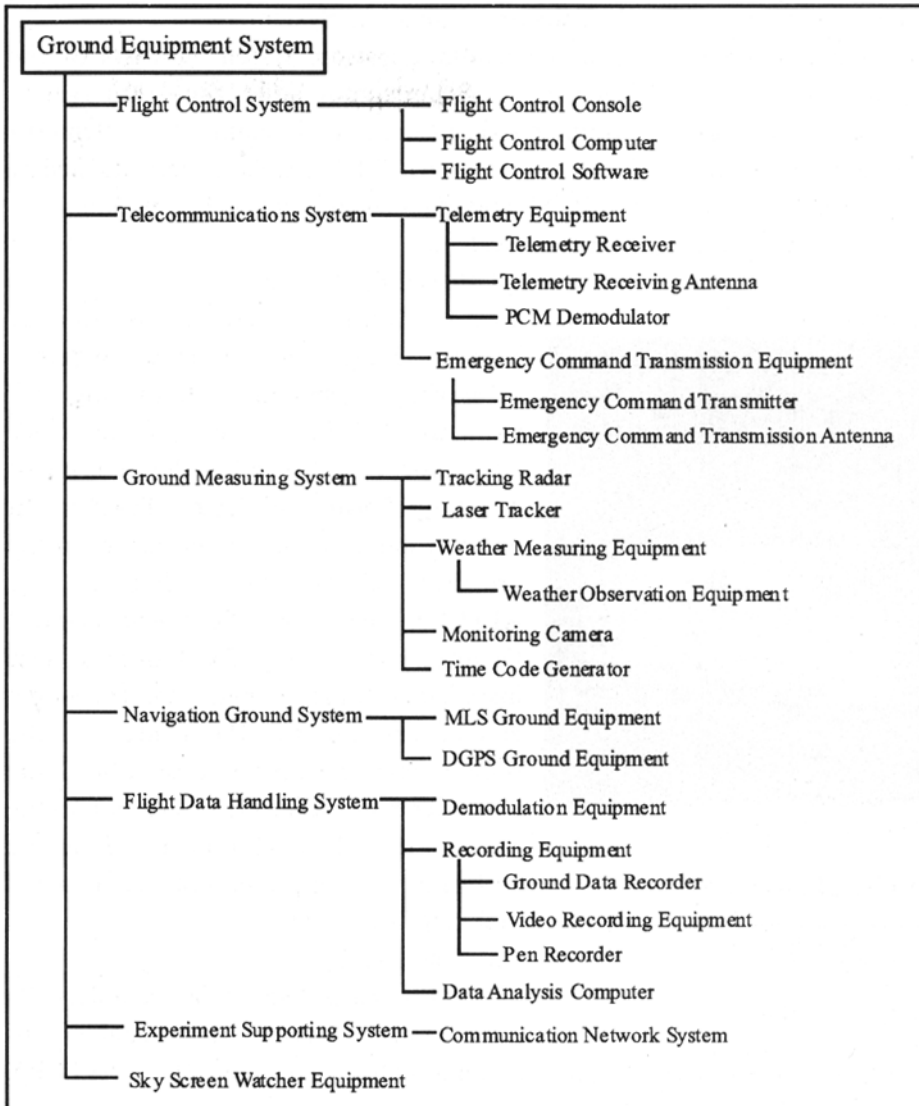 Ground Equipment System
Flight Control System
Flight Control Console
Flight Control Computer
Flight Control Software
Telecommunications System
Telemetry Equipment
Telemetry Receiver
Telemetry Receiving Antenna
PCM Demodulator
Emergency Command Transmission Equipment
Emergency Command Transmitter
Emergency Command Transmission Antenna
Ground Measuring System
Tracking Radar
Laser Tracker
Weather Measuring Equipment
Weather Observation Equipment
Monitoring Camera
Time Code Generator
Navigation Ground System
MLS Ground Equipment
DGPS Ground Equipment
Flight Data Handling System
Demodulation Equipment
Recording Equipment
Ground Data Recorder
Video Recording Equipment
Pen Recorder
Data Analysis Computer
Experiment Supporting System
Communication Network System
Sky Screen Watcher Equipment